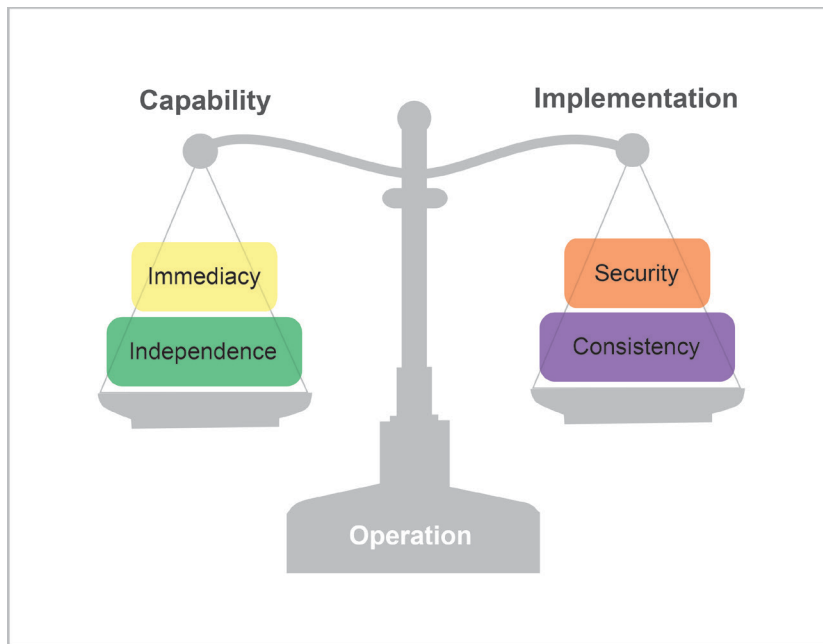 Capability
Implementation
Immediacy
Independence
Security
Consistency
Operation